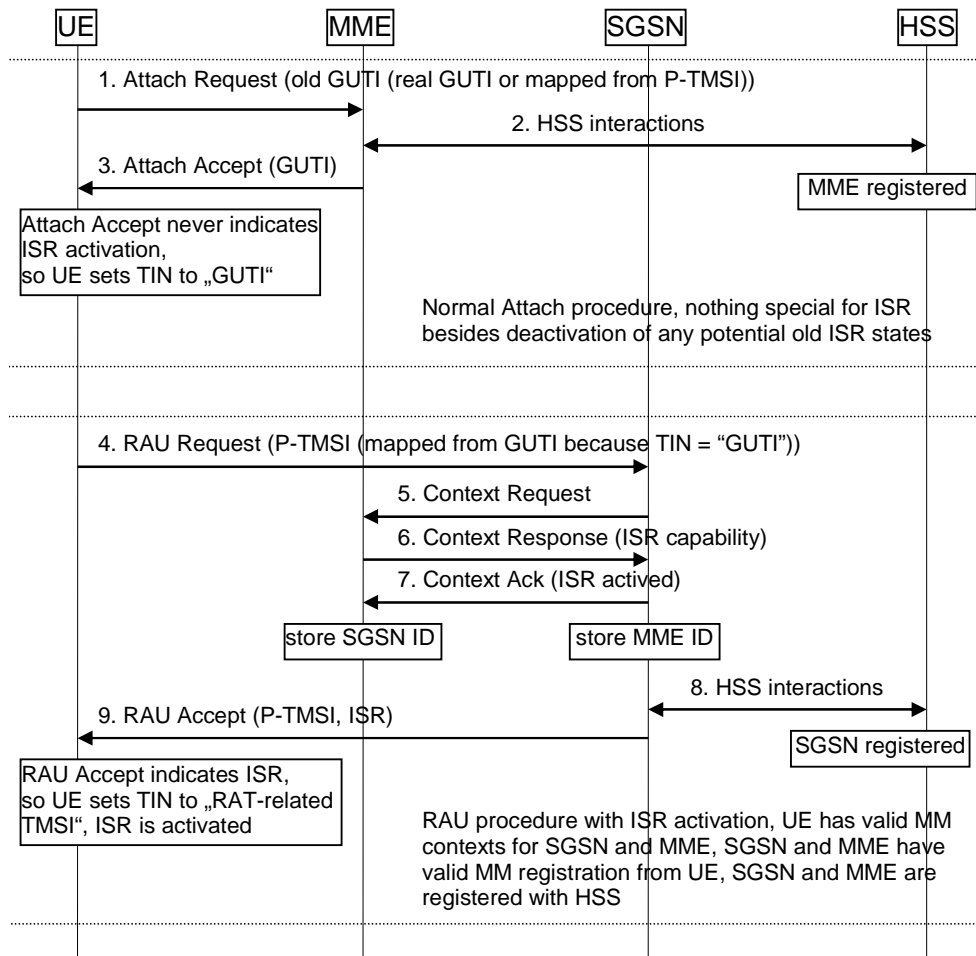 UE MME SGSN HSS
1. Attach Request (old GUTI (real GUTI or mapped from P-TMSI))
2. HSS interactions
3. Attach Accept (GUTI)
MME registered
Attach Accept never indicates
ISR activation,
so UE sets TIN to „GUTI“
Normal Attach procedure, nothing special for ISR
besides deactivation of any potential old ISR states
4. RAU Request (P-TMSI (mapped from GUTI because TIN = “GUTI”))
5. Context Request
6. Context Response (ISR capability)
7. Context Ack (ISR actived)
store SGSN ID store MME ID
8. HSS interactions
9. RAU Accept (P-TMSI, ISR)
SGSN registered
RAU Accept indicates ISR,
so UE sets TIN to „RAT-related
TMSI“, ISR is activated
RAU procedure with ISR activation, UE has valid MM
contexts for SGSN and MME, SGSN and MME have
valid MM registration from UE, SGSN and MME are
registered with HSS